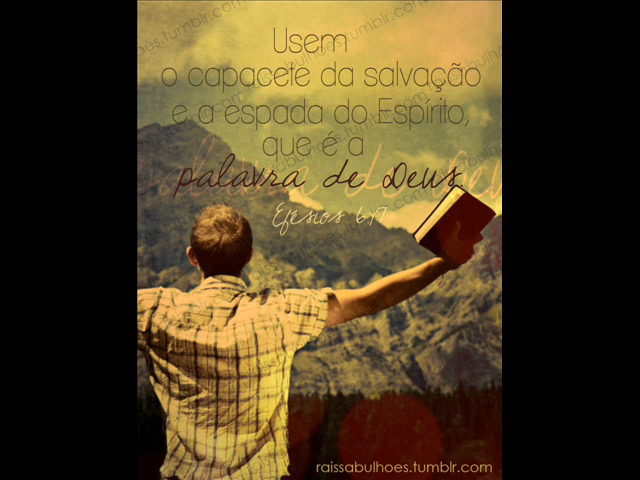 Usem
o capacete da salvação
e a espada do Espírito,
que é a
palavra de Deus.
Efésios 6:17
raissabulhoes.tumblr.com